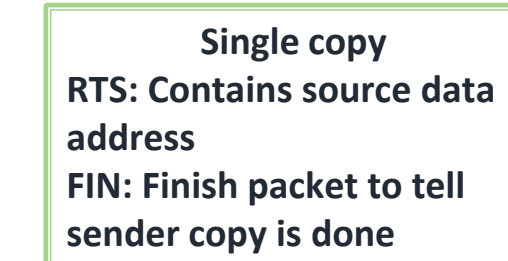 Single copy
RTS: Contains source data
address
FIN: Finish packet to tell
sender copy is done